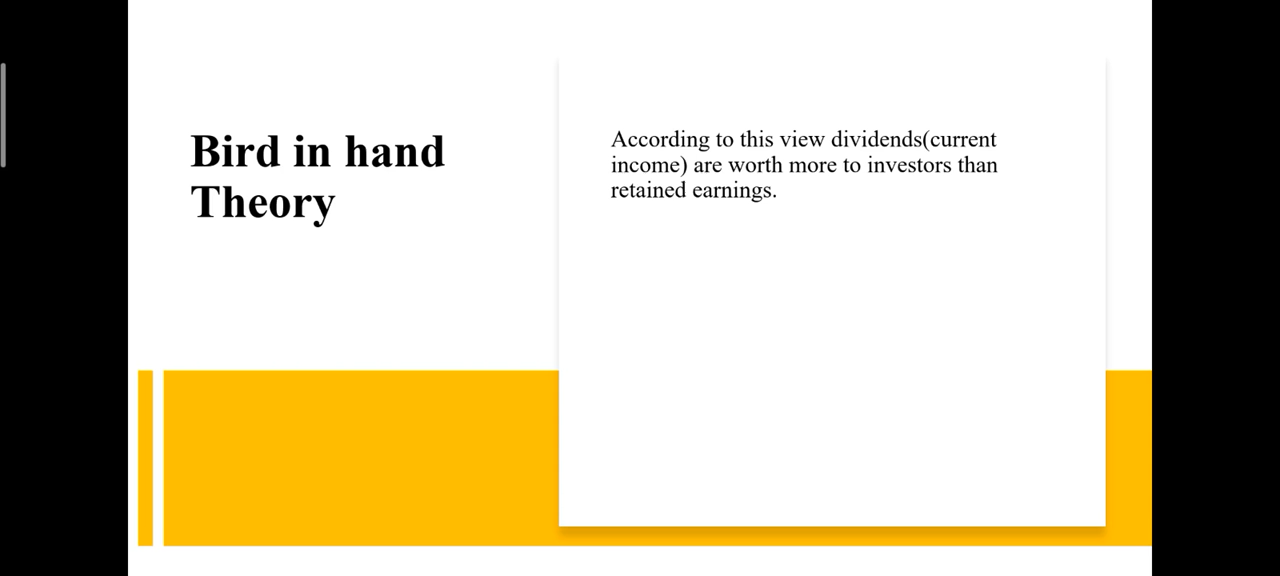 Bird in hand
Theory
According to this view dividends(current
income) are worth more to investors than
retained earnings.